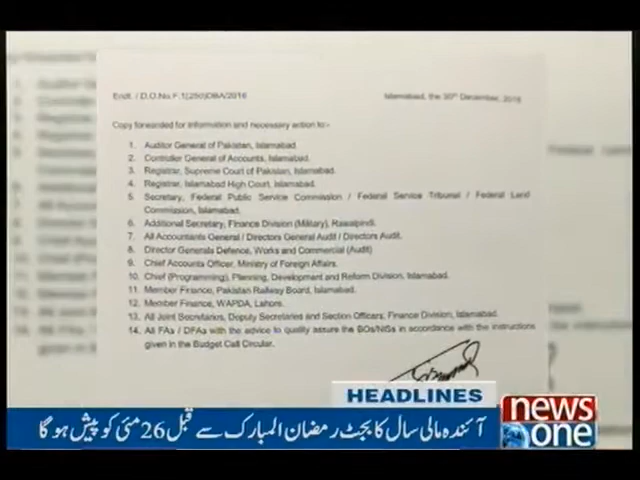 Endt. / D.O.No.F.1(250)DBA/2016
Islamabad, the 30th December, 2016
Copy forwarded for information and necessary action to:-
1. Auditor General of Pakistan, Islamabad.
2. Controller General of Accounts, Islamabad.
3. Registrar, Supreme Court of Pakistan, Islamabad.
4. Registrar, Islamabad High Court, Islamabad.
5. Secretary, Federal Public Service Commission / Federal Service Tribunal / Federal Land
Commission, Islamabad.
6. Additional Secretary, Finance Division (Military), Rawalpindi.
7. All Accountants General / Directors General Audit / Directors Audit.
8. Director Generals Defence, Works and Commercial (Audit)
9. Chief Accounts Officer, Ministry of Foreign Affairs.
10. Chief (Programming), Planning, Development and Reform Division, Islamabad.
11. Member Finance, Pakistan Railway Board, Islamabad.
12. Member Finance, WAPDA, Lahore.
13. All Joint Secretaries, Deputy Secretaries and Section Officers, Finance Division, Islamabad.
14. All FAs / DFAs with the advice to quality assure the BOs/NISs in accordance with the instructions
given in the Budget Call Circular.
HEADLINES
آئندہ مالی سال کا بجٹ رمضان المبارک سے قبل 26 مئی کو پیش ہو گا
news
one